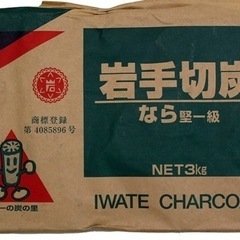 岩手切炭
なら堅一級
商標登録
第4085896号
NET3kg
一の炭の里
IWATE CHARCO